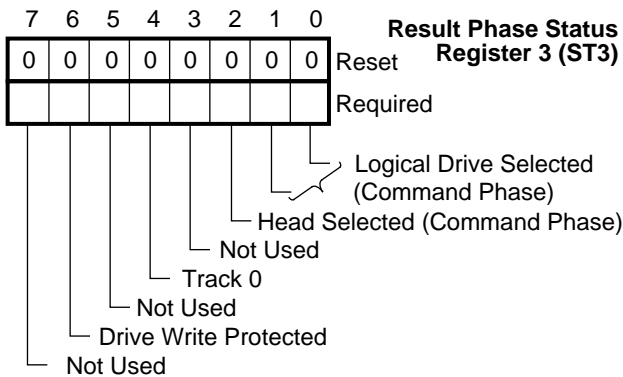 7 6 5 4 3 2 1 0
Result Phase Status
Register 3 (ST3)
0 0 0 0 0 0 0 0 Reset
Required
Logical Drive Selected
(Command Phase)
Head Selected (Command Phase)
Not Used
Track 0
Not Used
Drive Write Protected
Not Used